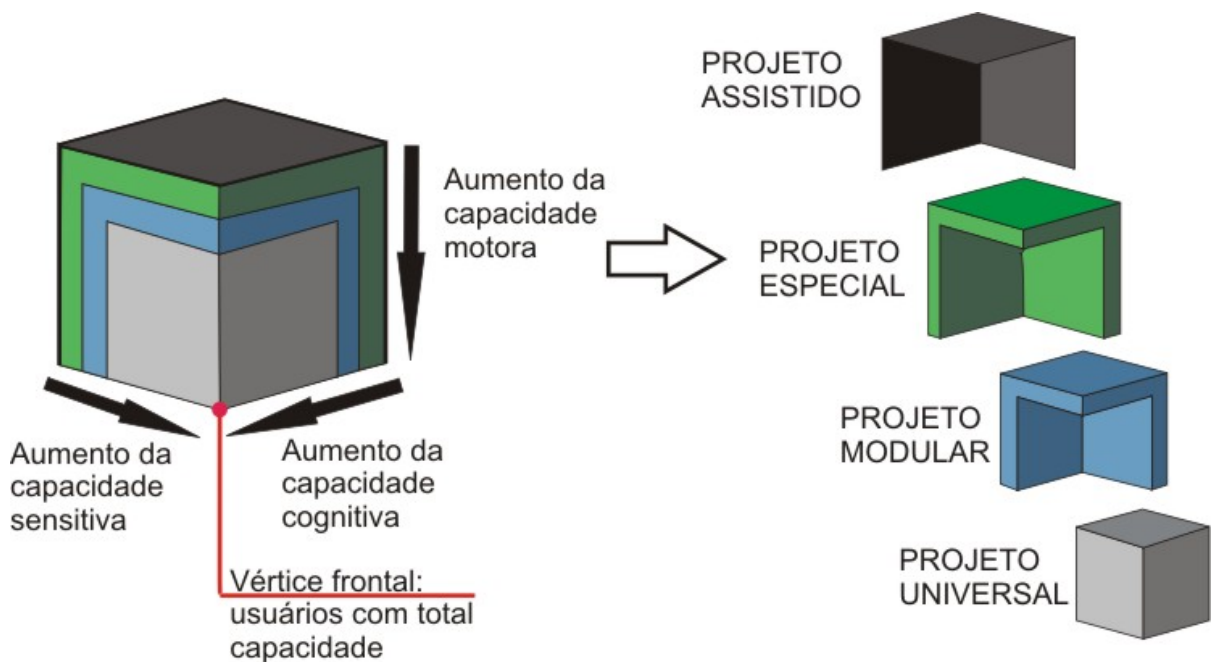 Aumento da
capacidade
motora
Aumento da
capacidade
sensitiva
Aumento da
capacidade
cognitiva
Vértice frontal:
usuários com total
capacidade
PROJETO
ASSISTIDO
PROJETO
ESPECIAL
PROJETO
MODULAR
PROJETO
UNIVERSAL